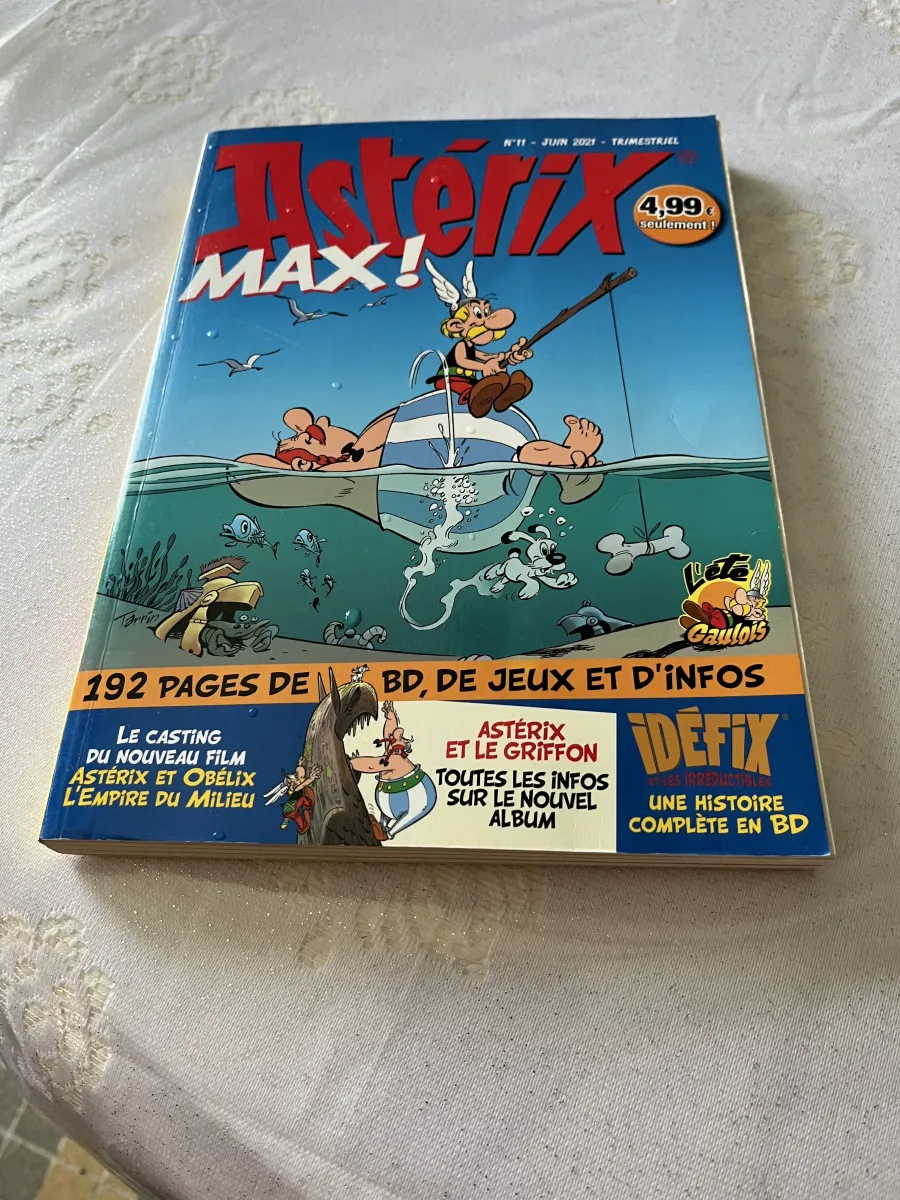 N°11 - JUIN 2021 - TRIMESTRIEL
Astérix
MAX!
4,99 €
seulement !
Tarrin
L'été
Gaulois
192 PAGES DE BD, DE JEUX ET D'INFOS
LE CASTING
DU NOUVEAU FILM
ASTÉRIX ET OBÉLIX
L'EMPIRE DU MILIEU
ASTÉRIX
ET LE GRIFFON
TOUTES LES INFOS
SUR LE NOUVEL
ALBUM
IDÉFIX
ET LES IRRÉDUCTIBLES
UNE HISTOIRE
COMPLÈTE EN BD